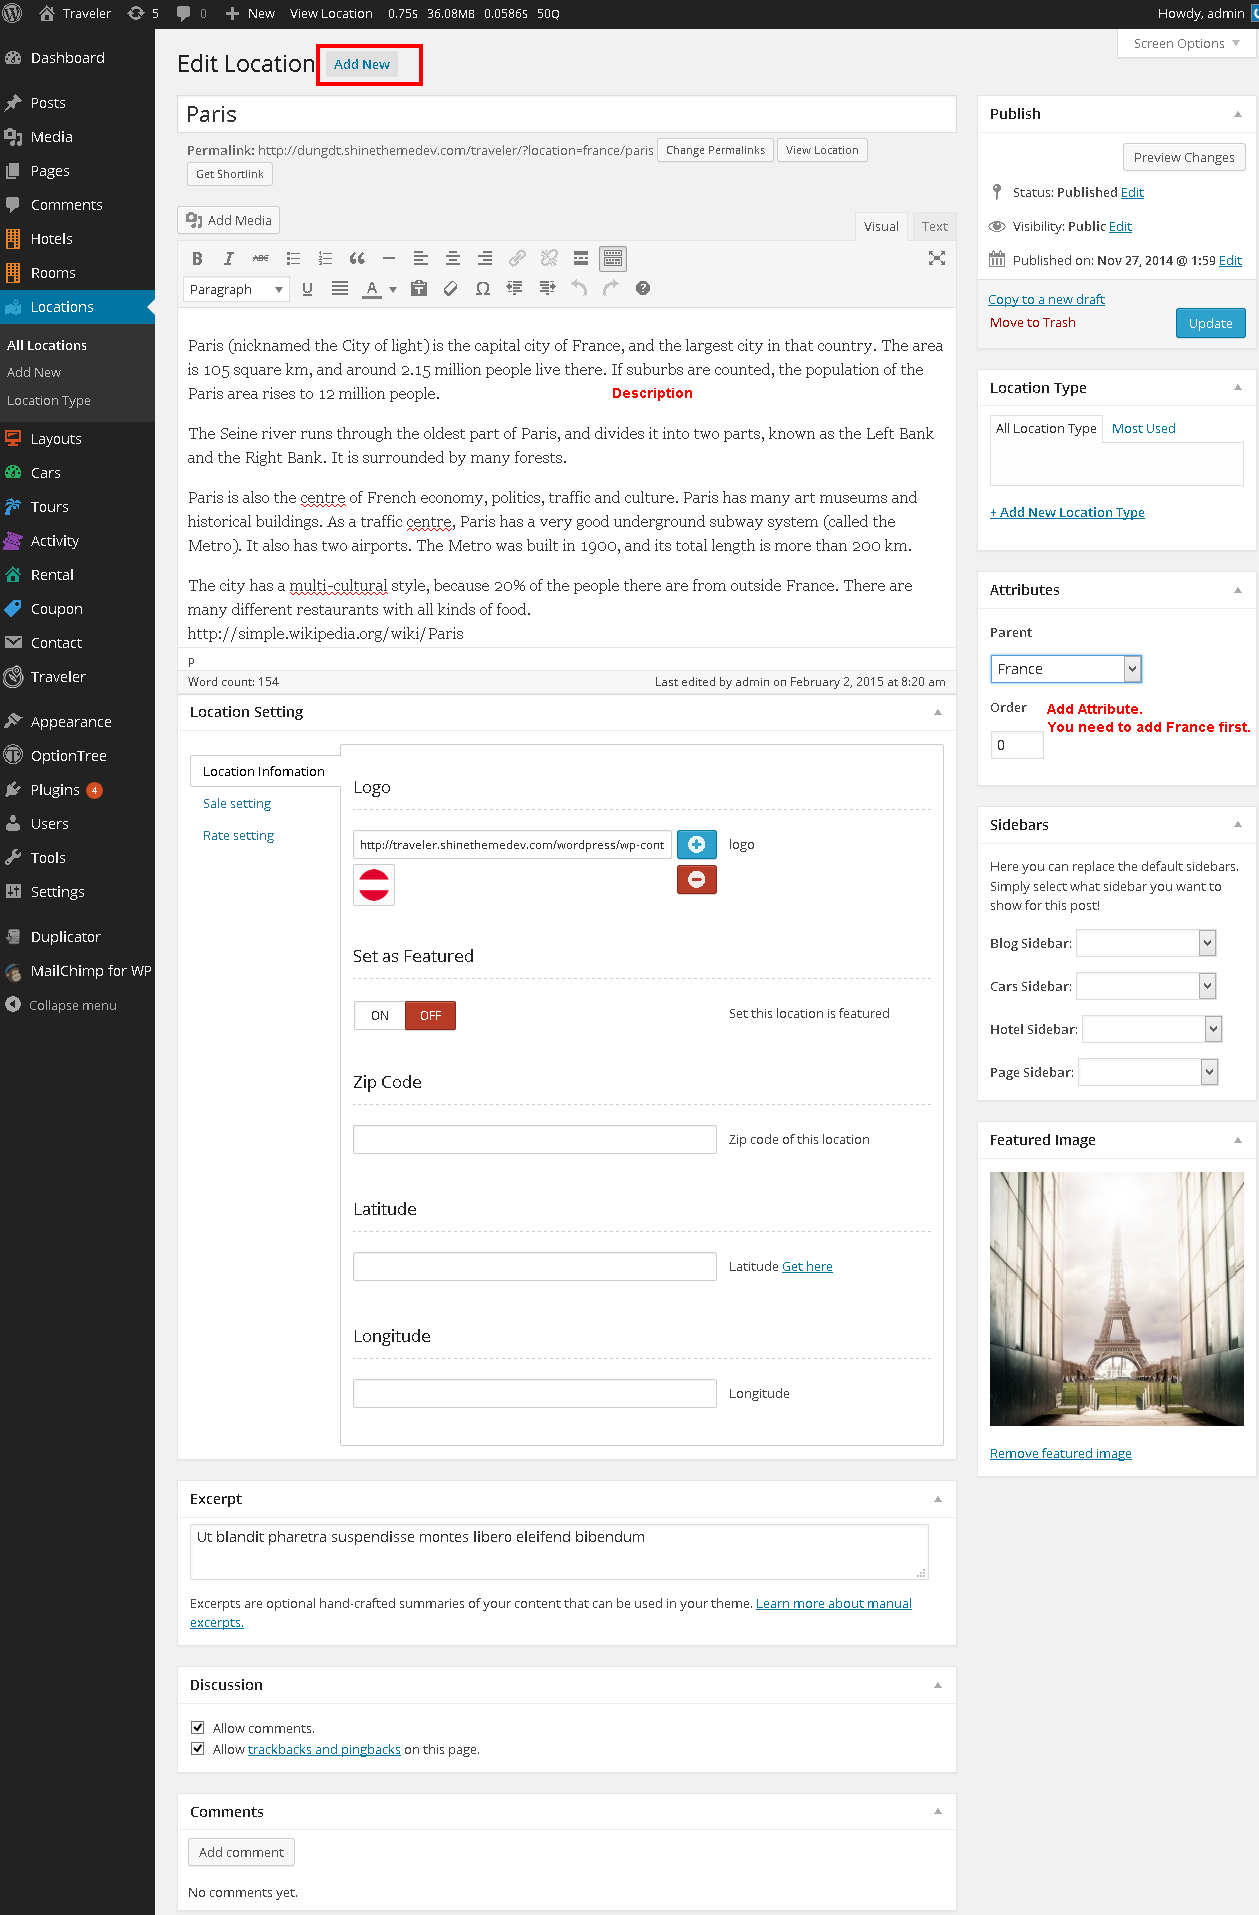 Traveler 5 0 New View Location 0.75s 36.08MB 0.0586s 50Q Howdy, admin
Screen Options
Dashboard
Posts
Media
Pages
Comments
Hotels
Rooms
Locations
All Locations
Add New
Location Type
Layouts
Cars
Tours
Activity
Rental
Coupon
Contact
Traveler
Appearance
OptionTree
Plugins 4
Users
Tools
Settings
Duplicator
MailChimp for WP
Collapse menu
Edit Location Add New
Paris
Permalink: http://dungdt.shinethemedev.com/traveler/?location=france/paris Change Permalinks View Location
Get Shortlink
Add Media
Visual Text
B I ABC
Paragraph U A
Paris (nicknamed the City of light) is the capital city of France, and the largest city in that country. The area
is 105 square km, and around 2.15 million people live there. If suburbs are counted, the population of the
Paris area rises to 12 million people.
Description
The Seine river runs through the oldest part of Paris, and divides it into two parts, known as the Left Bank
and the Right Bank. It is surrounded by many forests.
Paris is also the centre of French economy, politics, traffic and culture. Paris has many art museums and
historical buildings. As a traffic centre, Paris has a very good underground subway system (called the
Metro). It also has two airports. The Metro was built in 1900, and its total length is more than 200 km.
The city has a multi-cultural style, because 20% of the people there are from outside France. There are
many different restaurants with all kinds of food.
http://simple.wikipedia.org/wiki/Paris
p
Word count: 154 Last edited by admin on February 2, 2015 at 8:20 am
Location Setting
Location Infomation
Sale setting
Rate setting
Logo
http://traveler.shinethemedev.com/wordpress/wp-cont logo
Set as Featured
ON OFF Set this location is featured
Zip Code
Zip code of this location
Latitude
Latitude Get here
Longitude
Longitude
Excerpt
Ut blandit pharetra suspendisse montes libero eleifend bibendum
Excerpts are optional hand-crafted summaries of your content that can be used in your theme. Learn more about manual
excerpts.
Discussion
Allow comments.
Allow trackbacks and pingbacks on this page.
Comments
Add comment
No comments yet.
Publish
Preview Changes
Status: Published Edit
Visibility: Public Edit
Published on: Nov 27, 2014 @ 1:59 Edit
Copy to a new draft
Move to Trash
Update
Location Type
All Location Type Most Used
+ Add New Location Type
Attributes
Parent
France
Order
0
Add Attribute.
You need to add France first.
Sidebars
Here you can replace the default sidebars.
Simply select what sidebar you want to
show for this post!
Blog Sidebar:
Cars Sidebar:
Hotel Sidebar:
Page Sidebar:
Featured Image
Remove featured image